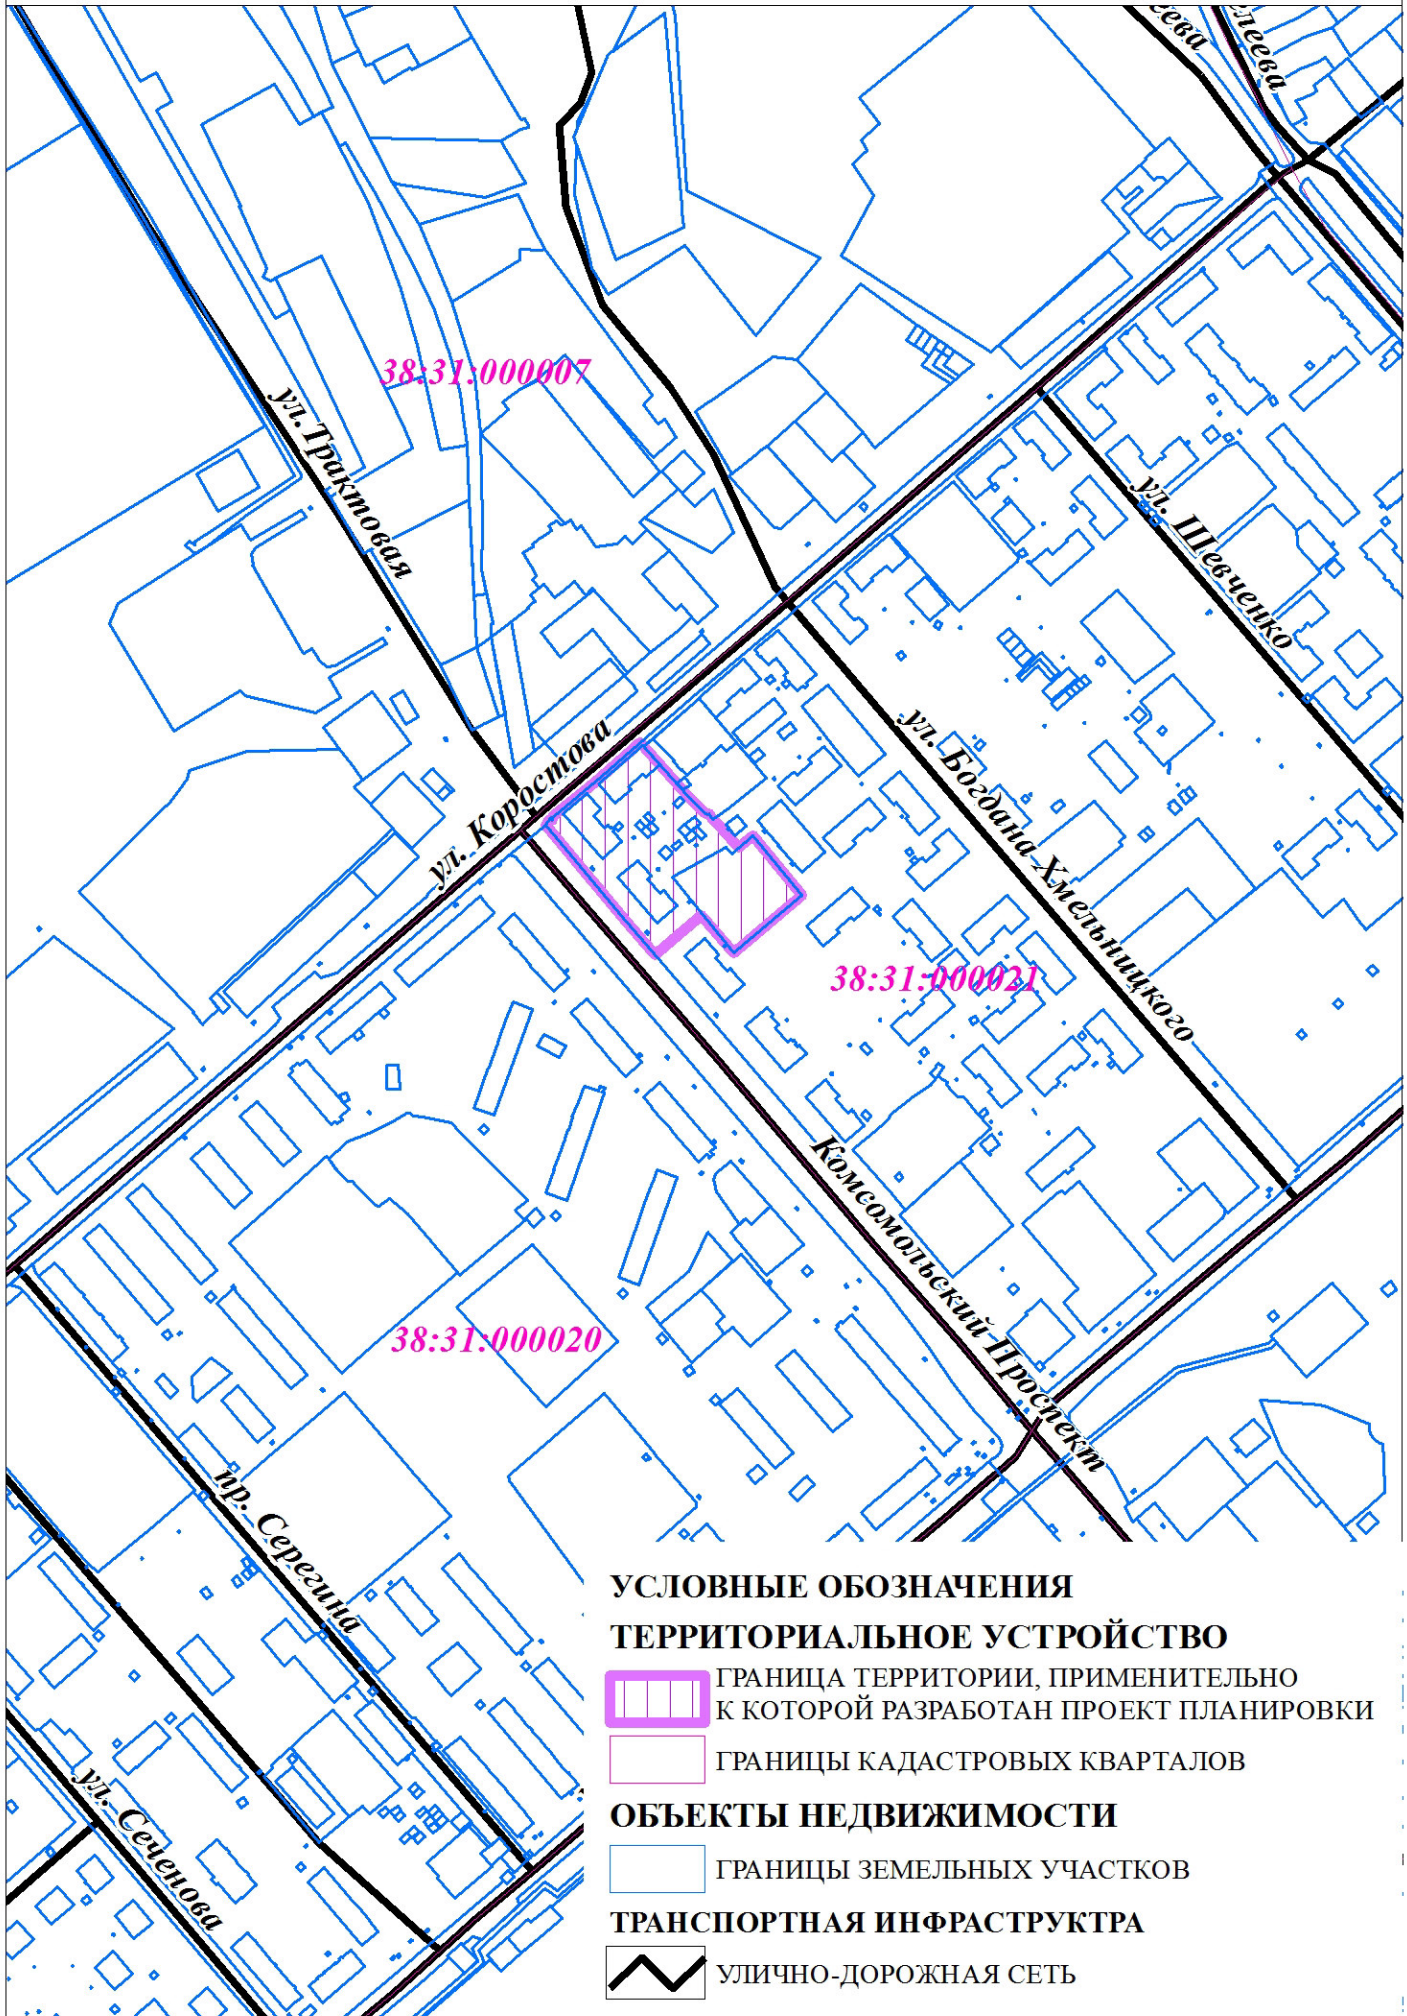 еева
елеева
38:31:000007
ул.Трактовая
ул. Шевченко
ул. Коростова
ул. Богдана Хмельницкого
38:31:000021
Комсомольский Проспект
38:31:000020
пр. Серегина
ул. Сеченова
УСЛОВНЫЕ ОБОЗНАЧЕНИЯ
ТЕРРИТОРИАЛЬНОЕ УСТРОЙСТВО
ГРАНИЦА ТЕРРИТОРИИ, ПРИМЕНИТЕЛЬНО
К КОТОРОЙ РАЗРАБОТАН ПРОЕКТ ПЛАНИРОВКИ
ГРАНИЦЫ КАДАСТРОВЫХ КВАРТАЛОВ
ОБЪЕКТЫ НЕДВИЖИМОСТИ
ГРАНИЦЫ ЗЕМЕЛЬНЫХ УЧАСТКОВ
ТРАНСПОРТНАЯ ИНФРАСТРУКТРА
УЛИЧНО-ДОРОЖНАЯ СЕТЬ